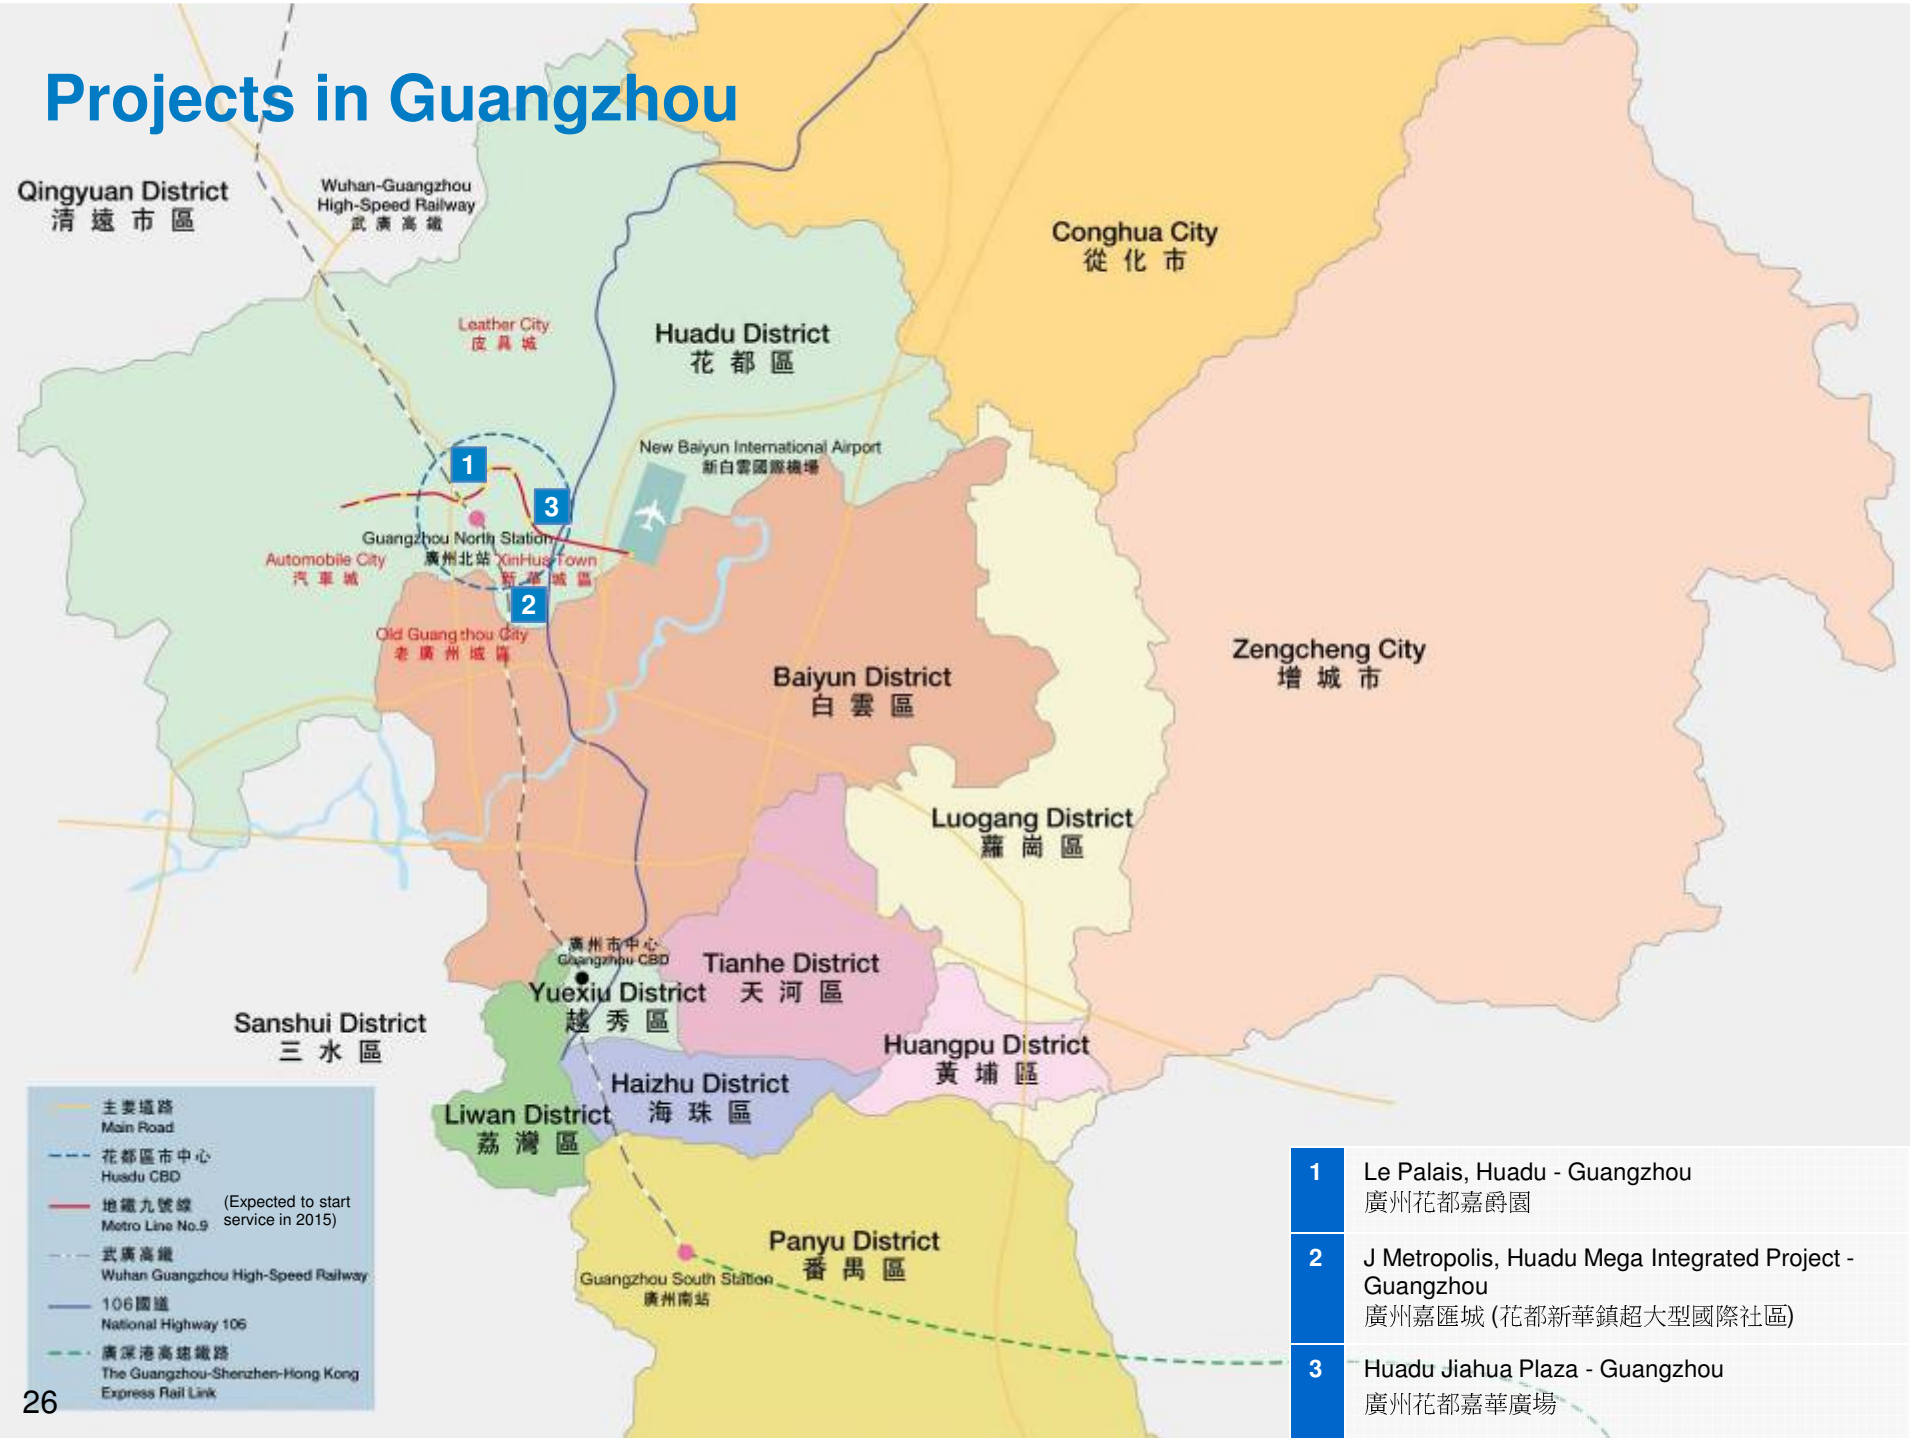 Projects in Guangzhou
Qingyuan District
清遠市區
Wuhan-Guangzhou
High-Speed Railway
武廣高鐵
Conghua City
從化市
Leather City
皮具城
Huadu District
花都區
1
New Baiyun International Airport
新白雲國際機場
3
Guangzhou North Station
廣州北站
Automobile City
汽車城
XinHua Town
新華城區
2
Old Guangzhou City
老廣州城區
Zengcheng City
增城市
Baiyun District
白雲區
Luogang District
蘿崗區
廣州市中心
Guangzhou CBD
Tianhe District
天河區
Yuexiu District
越秀區
Sanshui District
三水區
Huangpu District
黃埔區
Haizhu District
海珠區
Liwan District
荔灣區
Panyu District
番禺區
Guangzhou South Station
廣州南站
主要道路
Main Road
花都區市中心
Huadu CBD
地鐵九號線
Metro Line No.9
(Expected to start
service in 2015)
武廣高鐵
Wuhan Guangzhou High-Speed Railway
106國道
National Highway 106
廣深港高速鐵路
The Guangzhou-Shenzhen-Hong Kong
Express Rail Link
26
1
Le Palais, Huadu - Guangzhou
廣州花都嘉爵園
2
J Metropolis, Huadu Mega Integrated Project -
Guangzhou
廣州嘉匯城 (花都新華鎮超大型國際社區)
3
Huadu Jiahua Plaza - Guangzhou
廣州花都嘉華廣場